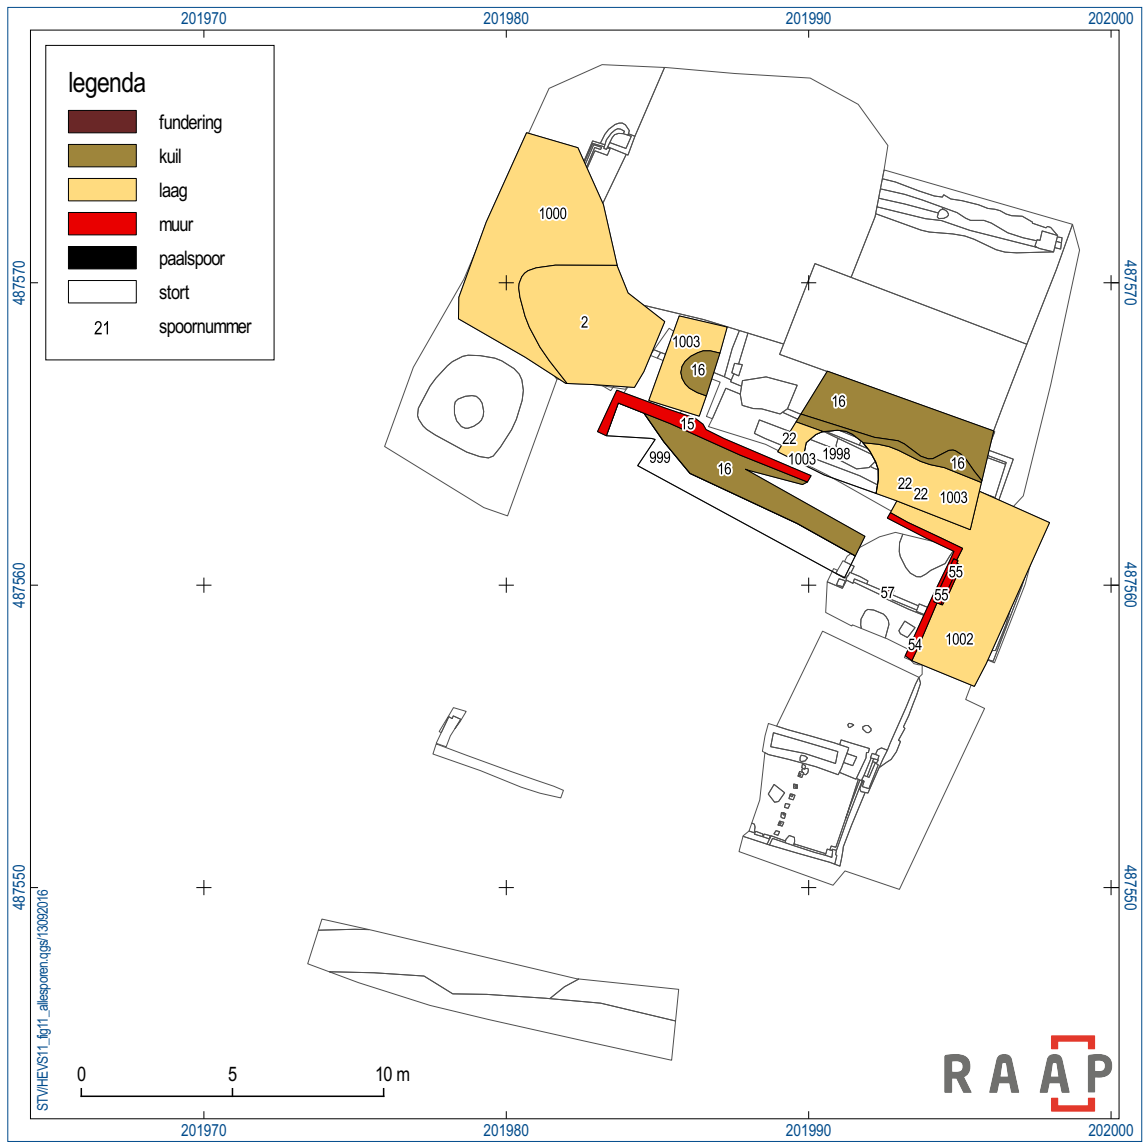 201970 201980 201990 202000
legenda
fundering
kuil
laag
muur
paalspoor
stort
21 spoornummer
487570
487570
1000
2
1003
16
16
15
22
1003
1998
16
999
16
22
22
1003
487560
487560
55
55
57
54
1002
487550
487550
STV/HEVS11_fig11_allesporen.qgs/13092016
0 5 10 m
RAAP
201970 201980 201990 202000